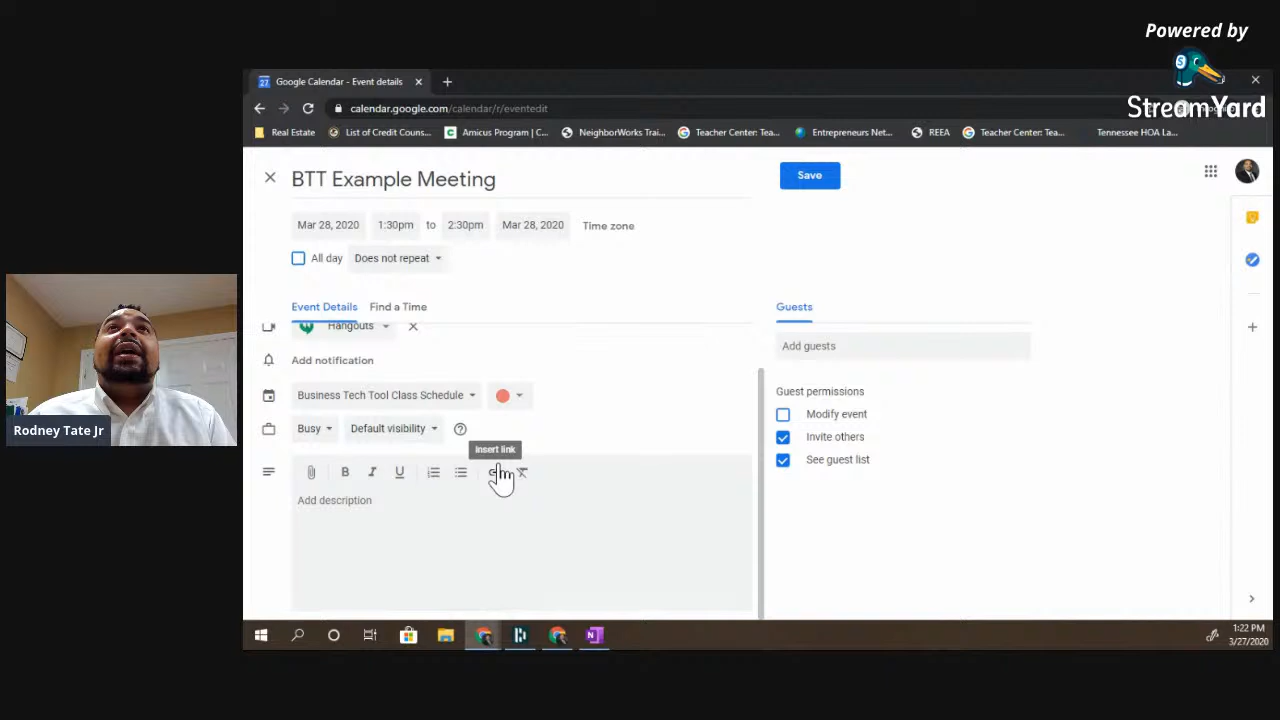 Powered by
StreamYard
Google Calendar - Event details
calendar.google.com/calendar/r/eventedit
Real Estate
List of Credit Couns...
Amicus Program | C...
NeighborWorks Trai...
Teacher Center: Tea...
Entrepreneurs Net...
REEA
Teacher Center: Tea...
Tennessee HOA La...
BTT Example Meeting
Save
Mar 28, 2020
1:30pm
to
2:30pm
Mar 28, 2020
Time zone
All day
Does not repeat
Event Details
Find a Time
Guests
Hangouts
Add guests
Add notification
Guest permissions
Business Tech Tool Class Schedule
Modify event
Busy
Default visibility
Invite others
Insert link
See guest list
B I U
Add description
Rodney Tate Jr
1:22 PM
3/27/2020